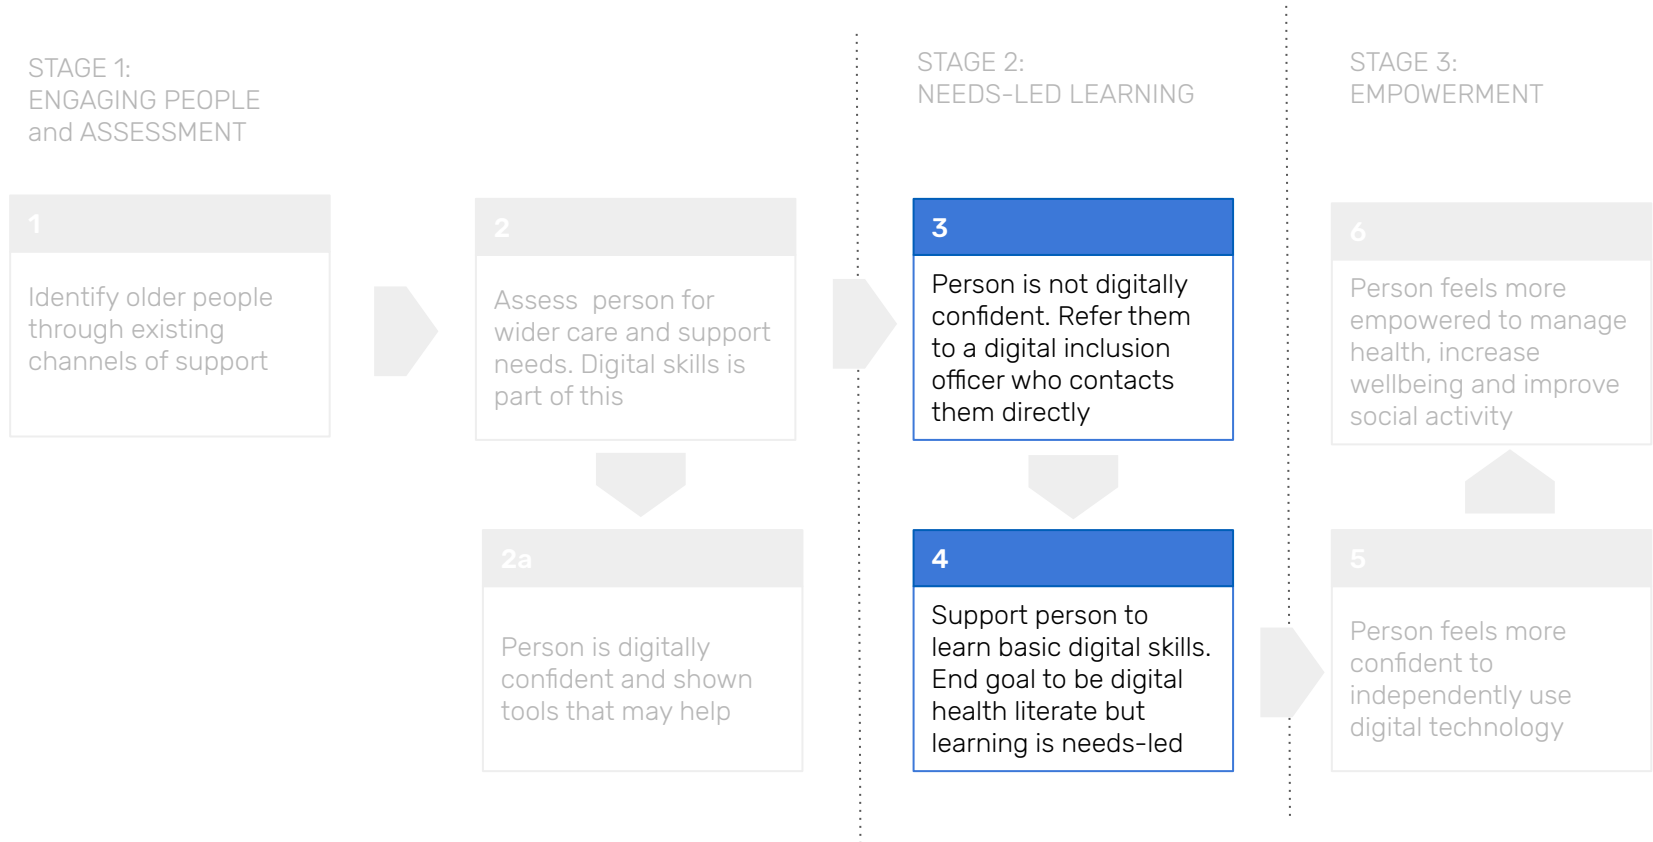 STAGE 1:
ENGAGING PEOPLE
and ASSESSMENT
1
Identify older people
through existing
channels of support
2
Assess  person for
wider care and support
needs. Digital skills is
part of this
2a
Person is digitally
confident and shown
tools that may help
STAGE 2:
NEEDS-LED LEARNING
3
Person is not digitally
confident. Refer them
to a digital inclusion
officer who contacts
them directly
4
Support person to
learn basic digital skills.
End goal to be digital
health literate but
learning is needs-led
STAGE 3:
EMPOWERMENT
6
Person feels more
empowered to manage
health, increase
wellbeing and improve
social activity
5
Person feels more
confident to
independently use
digital technology